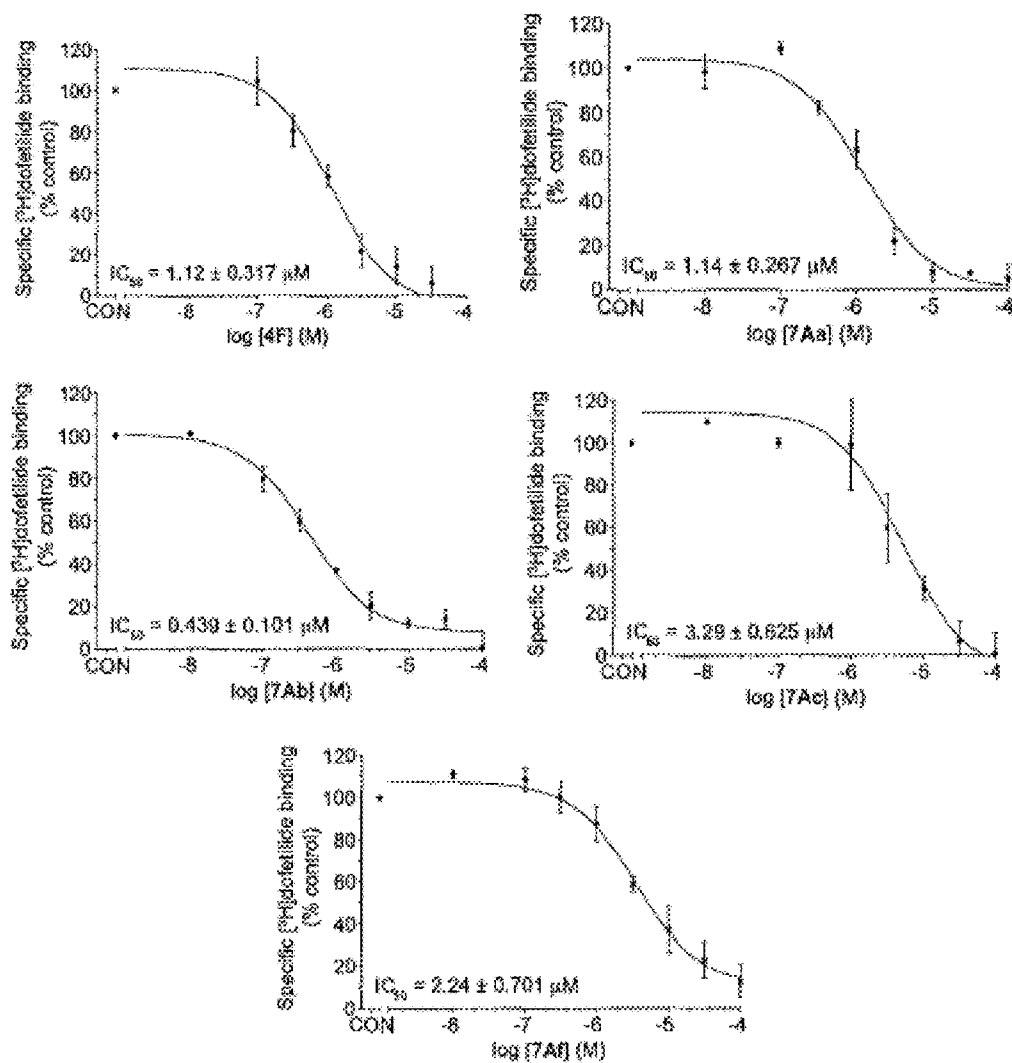 Specific [³H]dofetilide binding
(% control)
120
100
80
60
40
20
0
IC₅₀ = 1.12 ± 0.317 µM
CON -8 -7 -6 -5 -4
log [4F] (M)
Specific [³H]dofetilide binding
(% control)
120
100
80
60
40
20
0
IC₅₀ = 1.14 ± 0.267 µM
CON -8 -7 -6 -5 -4
log [7Aa] (M)
Specific [³H]dofetilide binding
(% control)
120
100
80
60
40
20
0
IC₅₀ = 0.439 ± 0.101 µM
CON -8 -7 -6 -5 -4
log [7Ab] (M)
Specific [³H]dofetilide binding
(% control)
120
100
80
60
40
20
0
IC₅₀ = 3.29 ± 0.625 µM
CON -8 -7 -6 -5 -4
log [7Ac] (M)
Specific [³H]dofetilide binding
(% control)
120
100
80
60
40
20
0
IC₅₀ = 2.24 ± 0.701 µM
CON -8 -7 -6 -5 -4
log [7Af] (M)